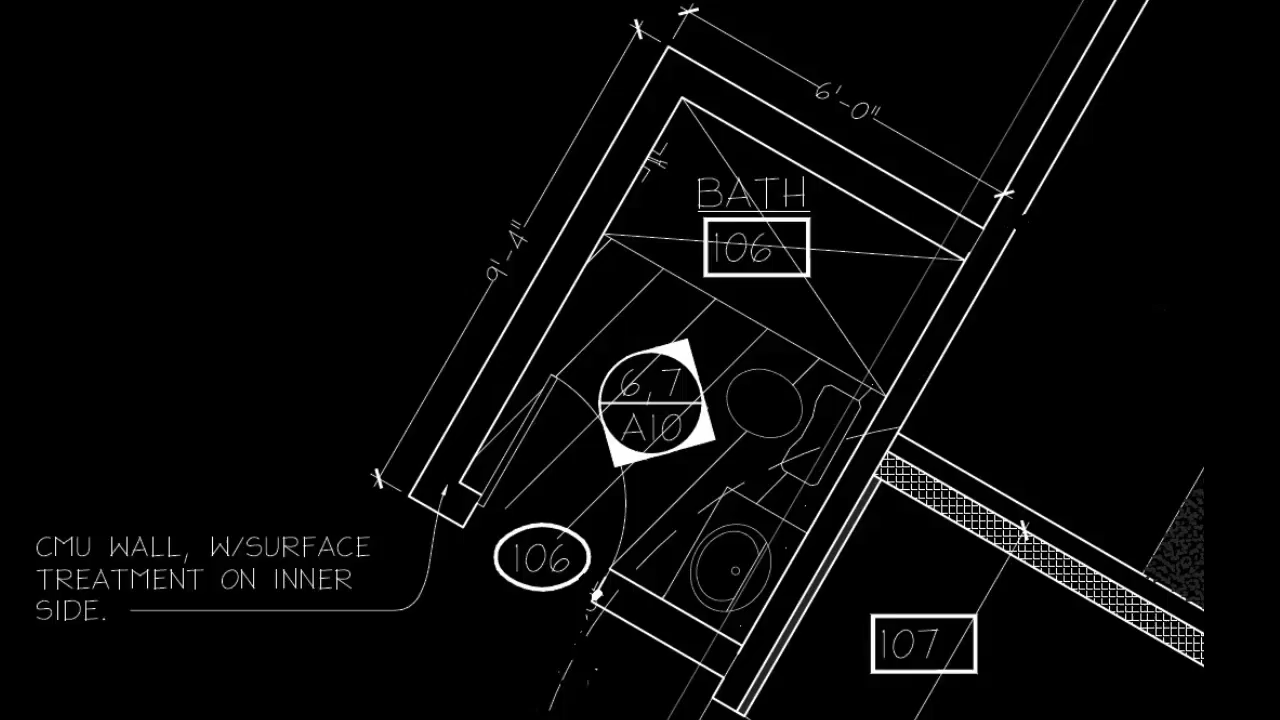 6'-0"
BATH
106
9'-4"
6,7
A10
CMU WALL, W/SURFACE
TREATMENT ON INNER
SIDE.
106
107